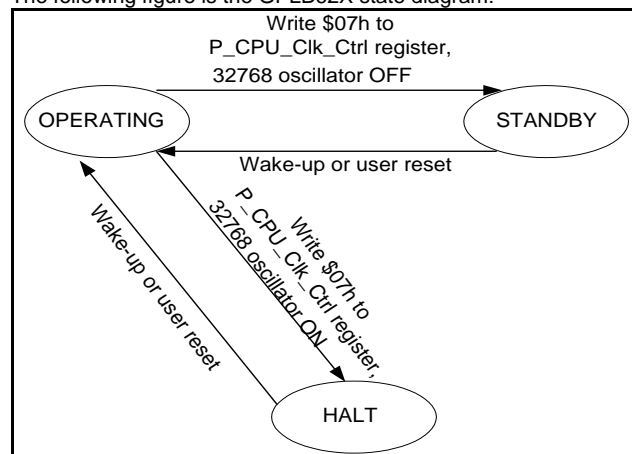 The following figure is the GPLB52X state diagram:
Write $07h to
P_CPU_Clk_Ctrl register,
32768 oscillator OFF
OPERATING
STANDBY
Wake-up or user reset
Write $07h to
P_CPU_Clk_Ctrl register,
32768 oscillator ON
Wake-up or user reset
HALT